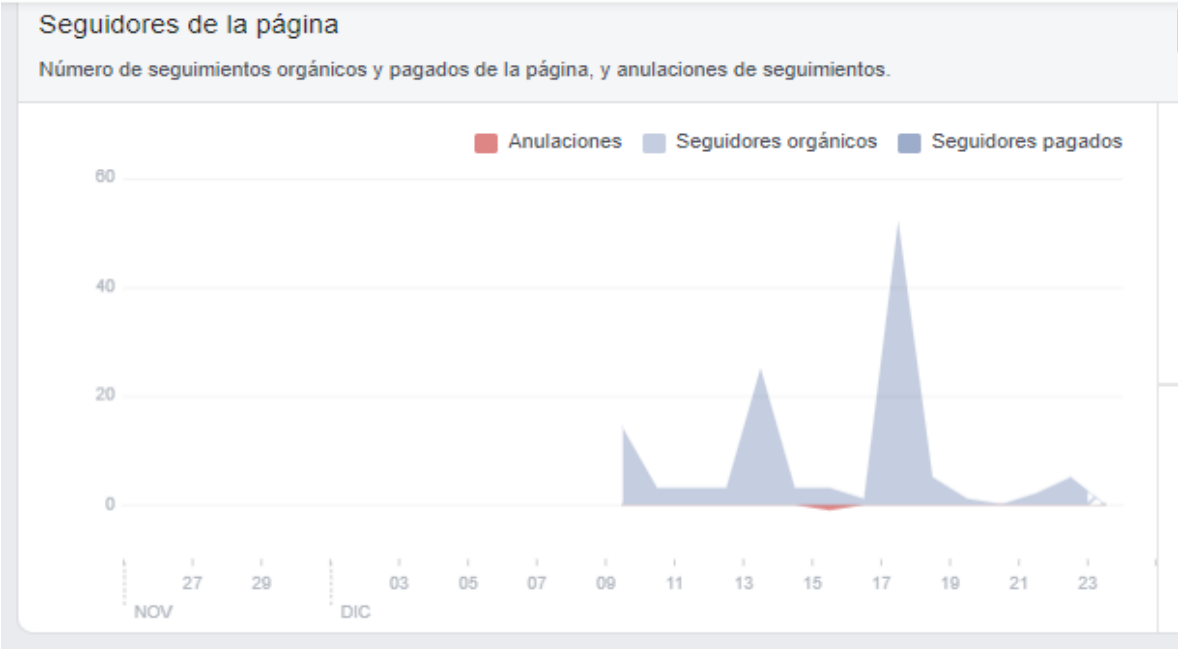 Seguidores de la página
Número de seguimientos orgánicos y pagados de la página, y anulaciones de seguimientos.
Anulaciones Seguidores orgánicos Seguidores pagados
60
40
20
0
27 29 03 05 07 09 11 13 15 17 19 21 23
NOV DIC